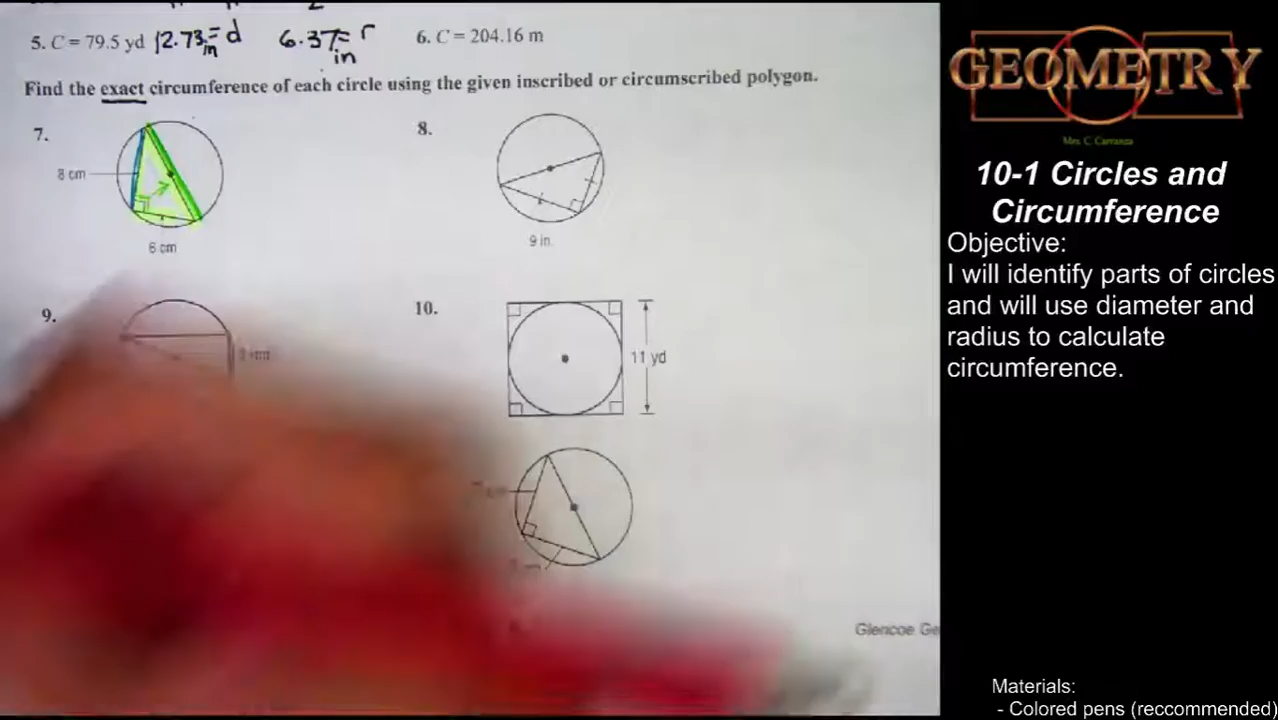 5. C = 79.5 yd 12.73 in = d 6.37 in = r 6. C = 204.16 m
Find the exact circumference of each circle using the given inscribed or circumscribed polygon.
7.
8 cm
6 cm
8.
9 in.
9.
10.
11 yd
Glencoe Ge
GEOMETRY
Mrs. C. Carranza
10-1 Circles and
Circumference
Objective:
I will identify parts of circles
and will use diameter and
radius to calculate
circumference.
Materials:
- Colored pens (reccommended)